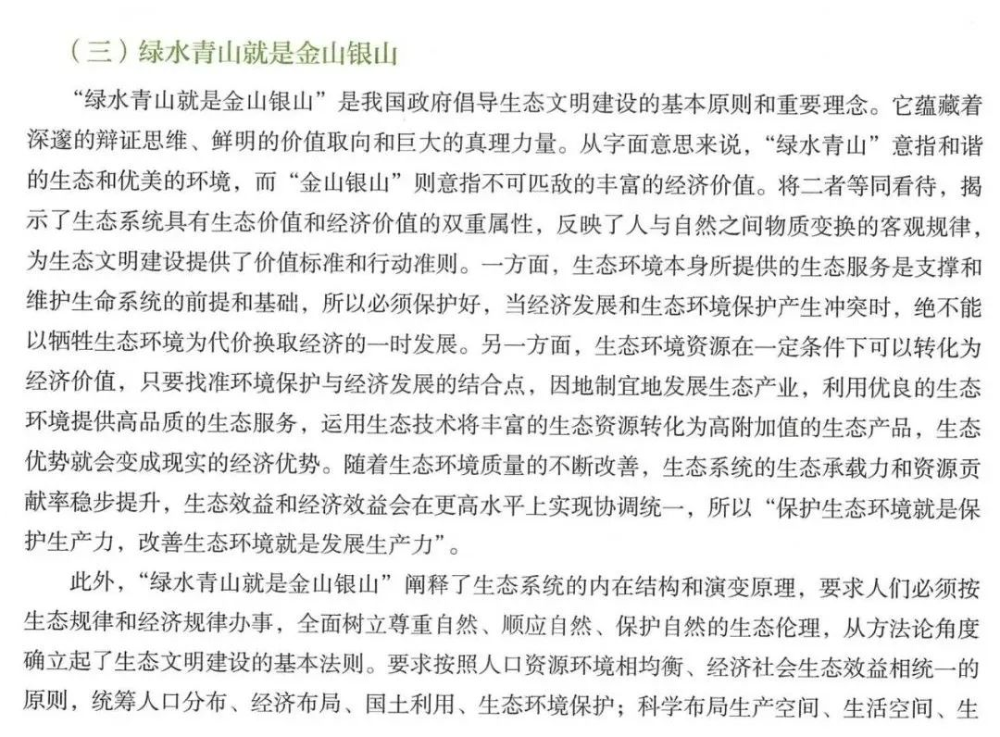 （三）绿水青山就是金山银山
“绿水青山就是金山银山”是我国政府倡导生态文明建设的基本原则和重要理念。它蕴藏着
深邃的辩证思维、鲜明的价值取向和巨大的真理力量。从字面意思来说，“绿水青山”意指和谐
的生态和优美的环境，而“金山银山”则意指不可匹敌的丰富的经济价值。将二者等同看待，揭
示了生态系统具有生态价值和经济价值的双重属性，反映了人与自然之间物质变换的客观规律，
为生态文明建设提供了价值标准和行动准则。一方面，生态环境本身所提供的生态服务是支撑和
维护生命系统的前提和基础，所以必须保护好，当经济发展和生态环境保护产生冲突时，绝不能
以牺牲生态环境为代价换取经济的一时发展。另一方面，生态环境资源在一定条件下可以转化为
经济价值，只要找准环境保护与经济发展的结合点，因地制宜地发展生态产业，利用优良的生态
环境提供高品质的生态服务，运用生态技术将丰富的生态资源转化为高附加值的生态产品，生态
优势就会变成现实的经济优势。随着生态环境质量的不断改善，生态系统的生态承载力和资源贡
献率稳步提升，生态效益和经济效益会在更高水平上实现协调统一，所以“保护生态环境就是保
护生产力，改善生态环境就是发展生产力”。
此外，“绿水青山就是金山银山”阐释了生态系统的内在结构和演变原理，要求人们必须按
生态规律和经济规律办事，全面树立尊重自然、顺应自然、保护自然的生态伦理，从方法论角度
确立起了生态文明建设的基本法则。要求按照人口资源环境相均衡、经济社会生态效益相统一的
原则，统筹人口分布、经济布局、国土利用、生态环境保护；科学布局生产空间、生活空间、生